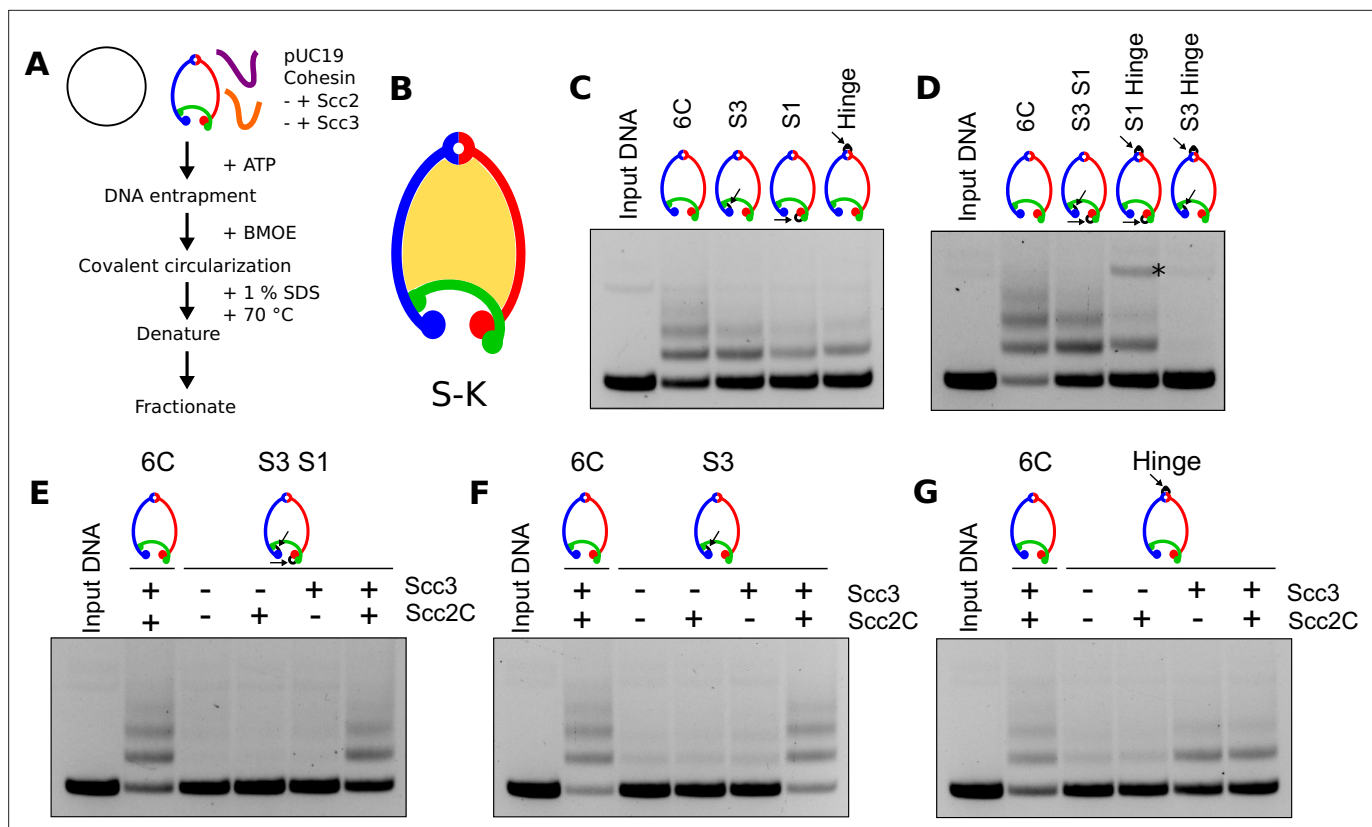 A
pUC19
Cohesin
- + Scc2
- + Scc3
+ ATP
DNA entrapment
+ BMOE
Covalent circularization
+ 1 % SDS
+ 70 °C
Denature
Fractionate
B
S-K
C
Input DNA
6C
S3
S1
Hinge
D
Input DNA
6C
S3 S1
S1 Hinge
S3 Hinge
*
E
6C
S3 S1
Input DNA
+ - - + + Scc3
+ - + - + Scc2C
F
6C
S3
Input DNA
+ - - + + Scc3
+ - + - + Scc2C
G
6C
Hinge
Input DNA
+ - - + + Scc3
+ - + - + Scc2C